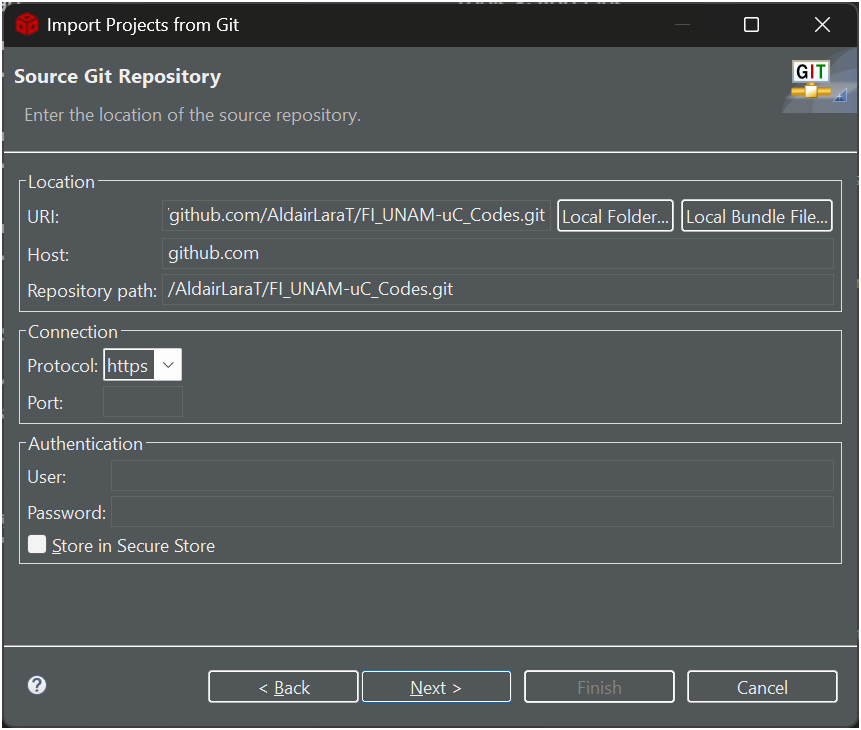 Import Projects from Git
Source Git Repository
GIT
Enter the location of the source repository.
Location
URI: github.com/AldairLaraT/FI_UNAM-uC_Codes.git Local Folder... Local Bundle File...
Host: github.com
Repository path: /AldairLaraT/FI_UNAM-uC_Codes.git
Connection
Protocol: https
Port:
Authentication
User:
Password:
Store in Secure Store
? < Back Next > Finish Cancel